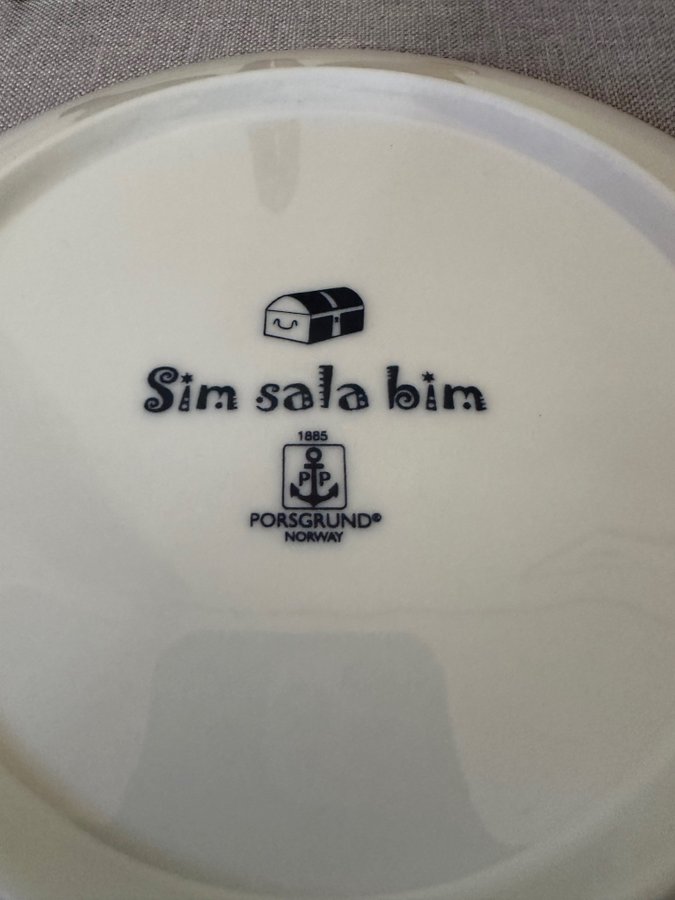 Sim sala bim
1885
P P
PORSGRUND®
NORWAY